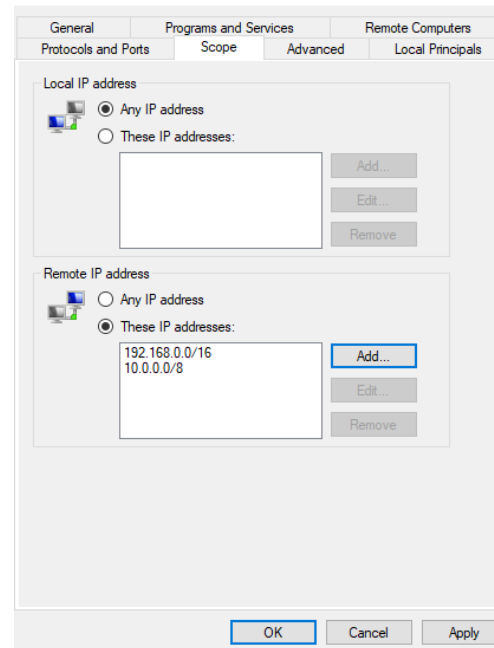 General Programs and Services Remote Computers
Protocols and Ports Scope Advanced Local Principals
Local IP address
Any IP address
These IP addresses:
Add...
Edit...
Remove
Remote IP address
Any IP address
These IP addresses:
192.168.0.0/16
10.0.0.0/8
Add...
Edit...
Remove
OK Cancel Apply